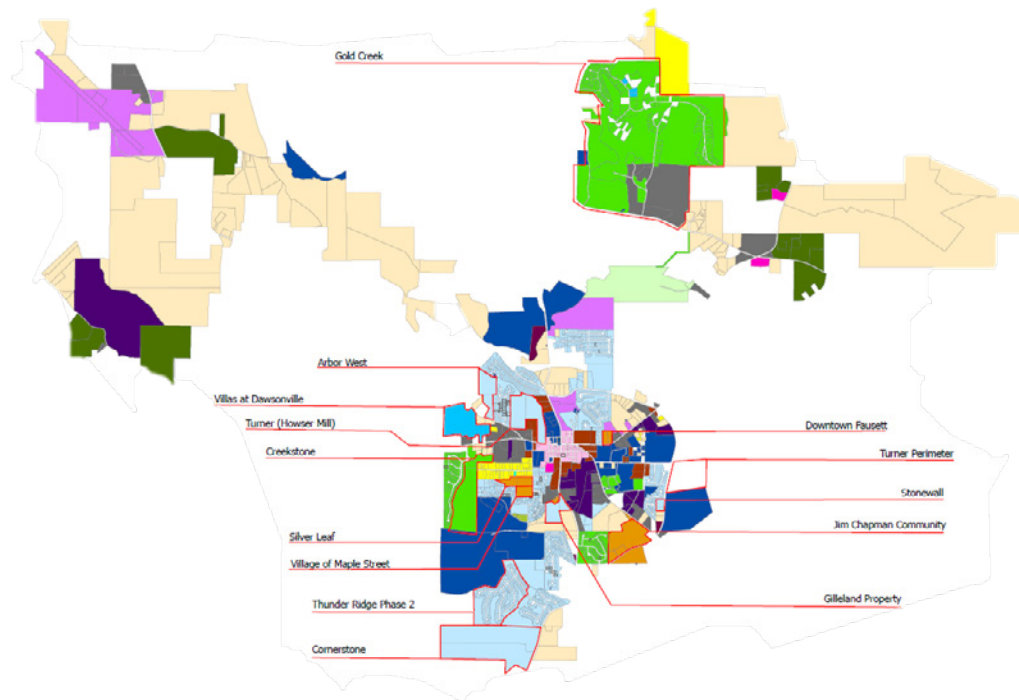 Gold Creek
Arbor West
Villas at Dawsonville
Turner (Howser Mill)
Downtown Fausett
Creekstone
Turner Perimeter
Stonewall
Jim Chapman Community
Silver Leaf
Village of Maple Street
Gilleland Property
Thunder Ridge Phase 2
Cornerstone